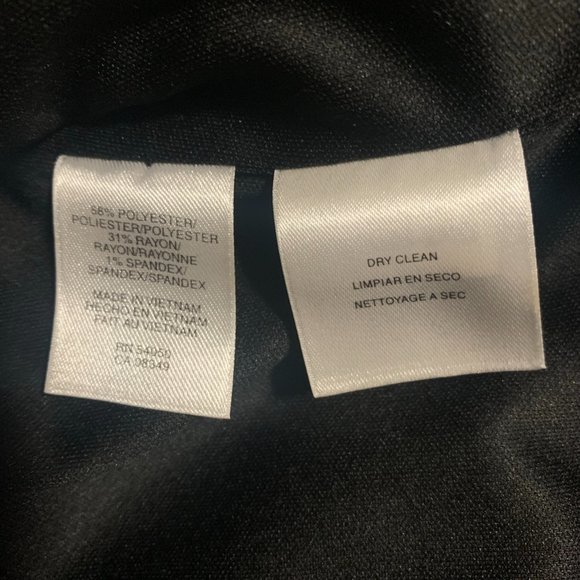 68% POLYESTER/
POLIESTER/POLYESTER
31% RAYON/
RAYON/RAYONNE
1% SPANDEX/
SPANDEX/SPANDEX
MADE IN VIETNAM
HECHO EN VIETNAM
FAIT AU VIETNAM
RN 54958
CA 08349
DRY CLEAN
LIMPIAR EN SECO
NETTOYAGE A SEC